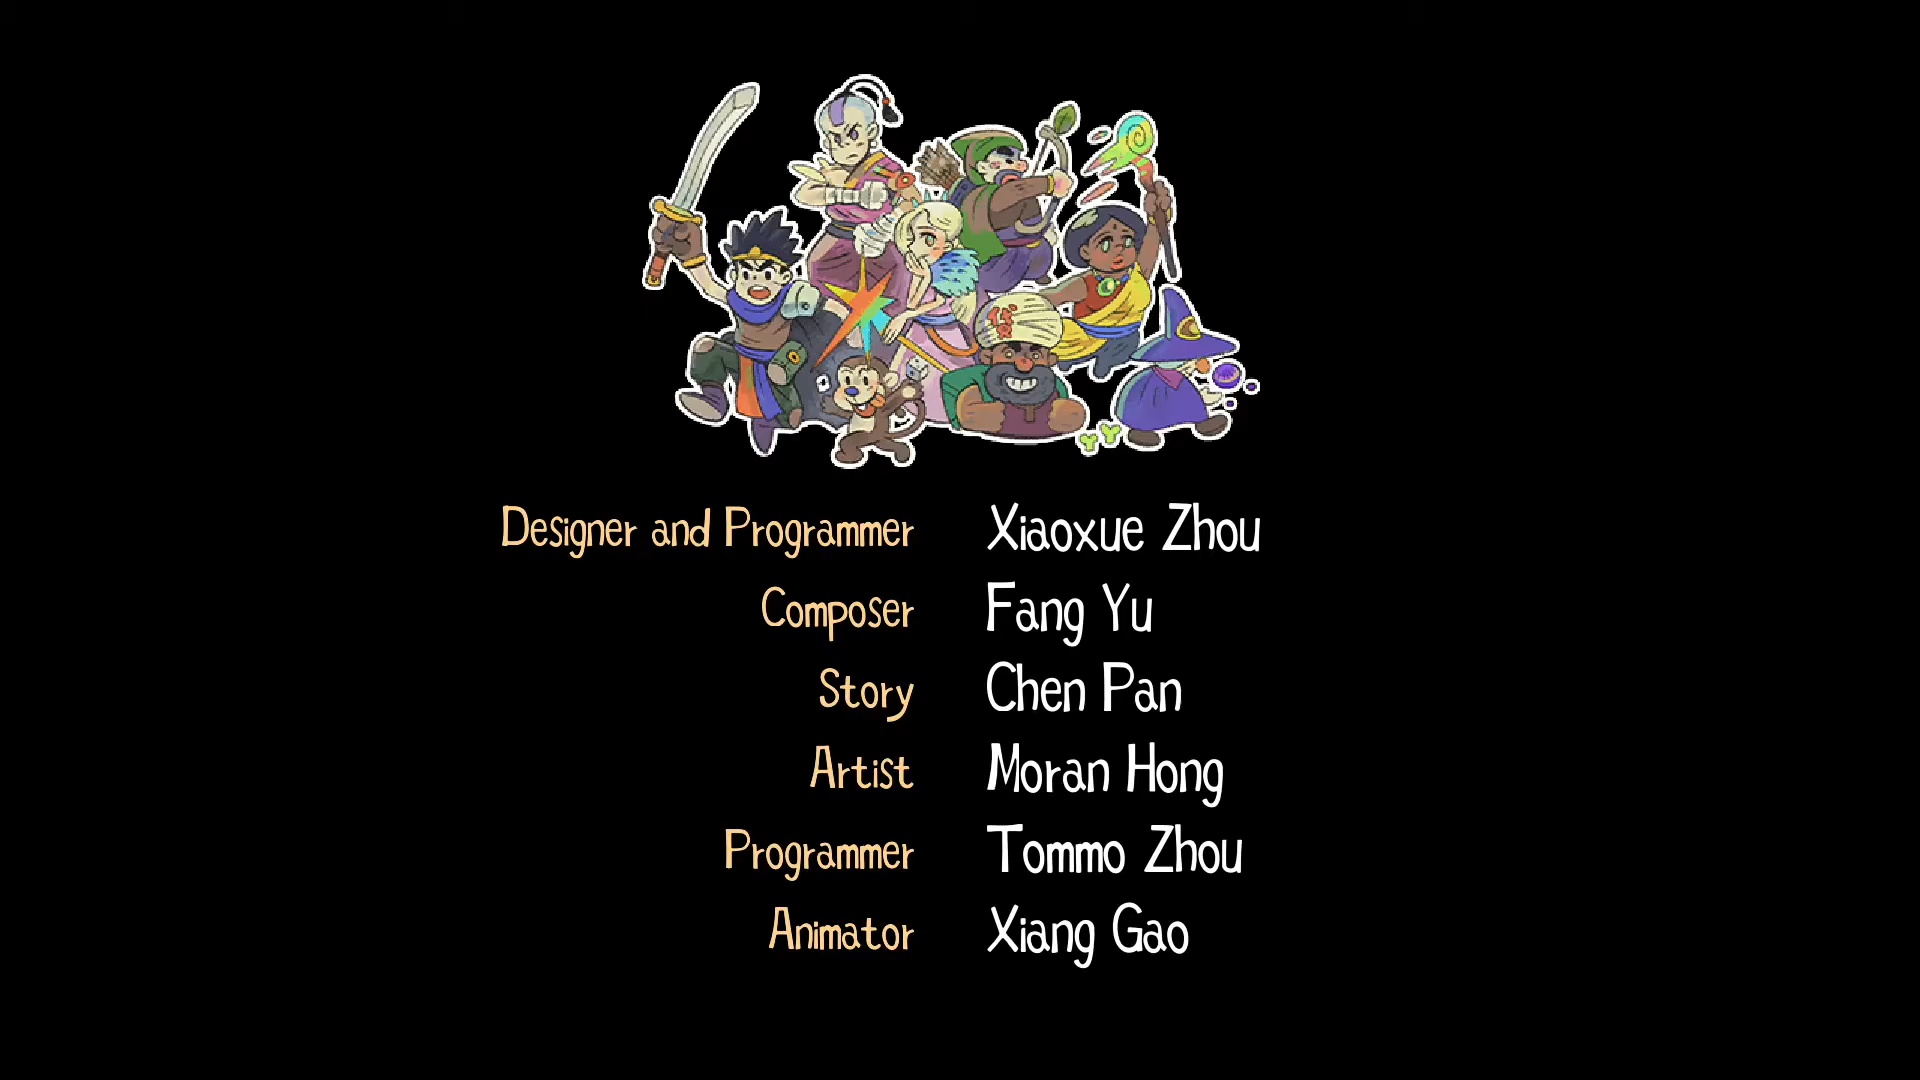 Designer and Programmer Xiaoxue Zhou
Composer Fang Yu
Story Chen Pan
Artist Moran Hong
Programmer Tommo Zhou
Animator Xiang Gao